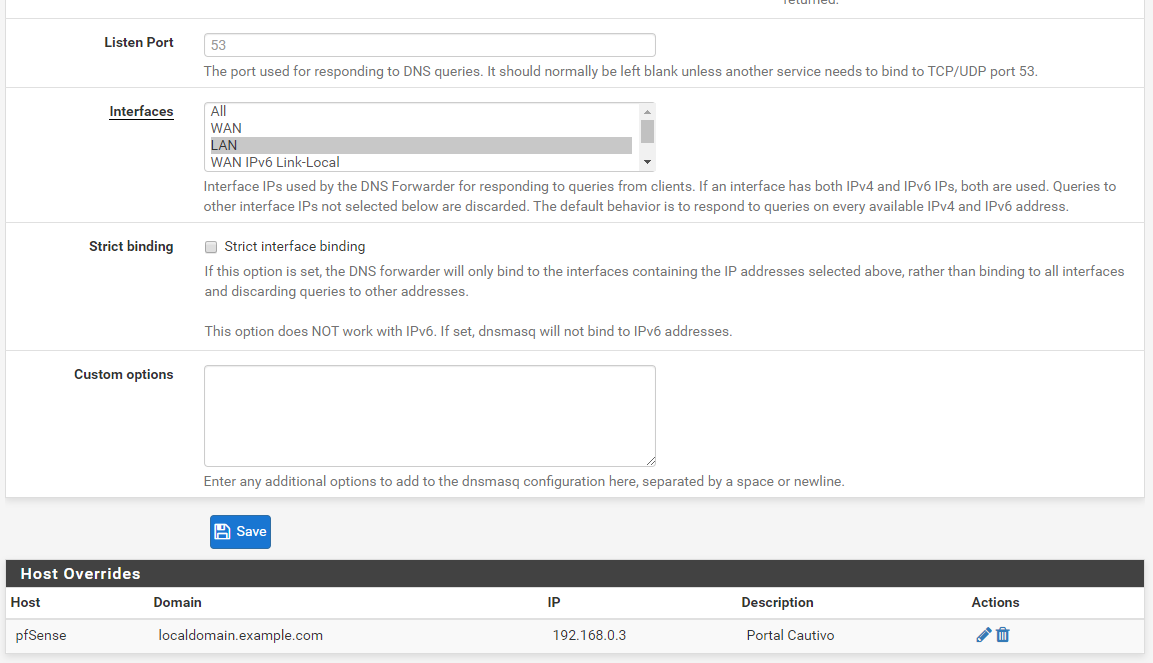 returned.
Listen Port
53
The port used for responding to DNS queries. It should normally be left blank unless another service needs to bind to TCP/UDP port 53.
Interfaces
All
WAN
LAN
WAN IPv6 Link-Local
Interface IPs used by the DNS Forwarder for responding to queries from clients. If an interface has both IPv4 and IPv6 IPs, both are used. Queries to
other interface IPs not selected below are discarded. The default behavior is to respond to queries on every available IPv4 and IPv6 address.
Strict binding
Strict interface binding
If this option is set, the DNS forwarder will only bind to the interfaces containing the IP addresses selected above, rather than binding to all interfaces
and discarding queries to other addresses.
This option does NOT work with IPv6. If set, dnsmasq will not bind to IPv6 addresses.
Custom options
Enter any additional options to add to the dnsmasq configuration here, separated by a space or newline.
Save
Host Overrides
Host Domain IP Description Actions
pfSense localdomain.example.com 192.168.0.3 Portal Cautivo